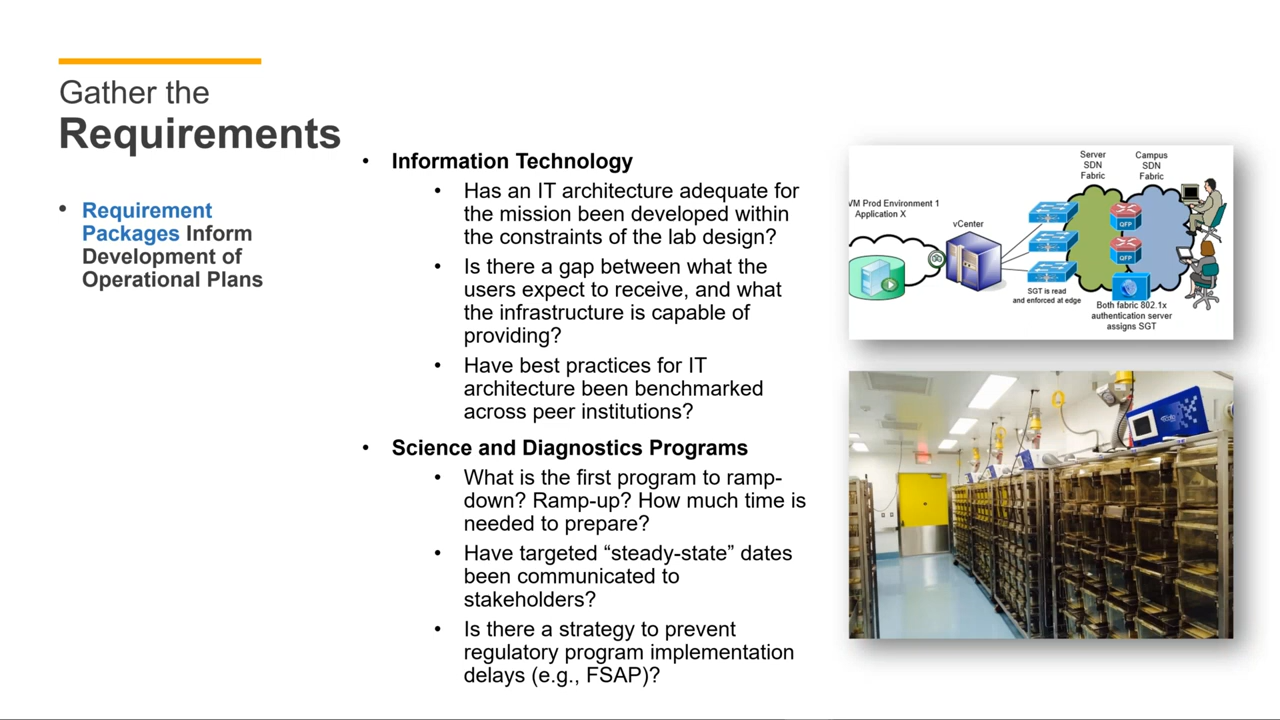 Gather the
Requirements
• Requirement
Packages Inform
Development of
Operational Plans
• Information Technology
• Has an IT architecture adequate for
the mission been developed within
the constraints of the lab design?
• Is there a gap between what the
users expect to receive, and what
the infrastructure is capable of
providing?
• Have best practices for IT
architecture been benchmarked
across peer institutions?
• Science and Diagnostics Programs
• What is the first program to ramp-
down? Ramp-up? How much time is
needed to prepare?
• Have targeted “steady-state” dates
been communicated to
stakeholders?
• Is there a strategy to prevent
regulatory program implementation
delays (e.g., FSAP)?
Server
SDN
Fabric
Campus
SDN
Fabric
VM Prod Environment 1
Application X
vCenter
QFP
QFP
SGT is read
and enforced at edge
Both fabric 802.1x
authentication server
assigns SGT